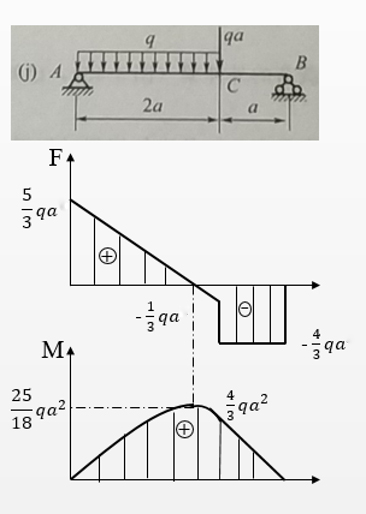 q
qa
(j) A
B
C
2a
a
F
5/3 qa
⊕
⊖
-1/3 qa
-4/3 qa
M
25/18 qa²
4/3 qa²
⊕